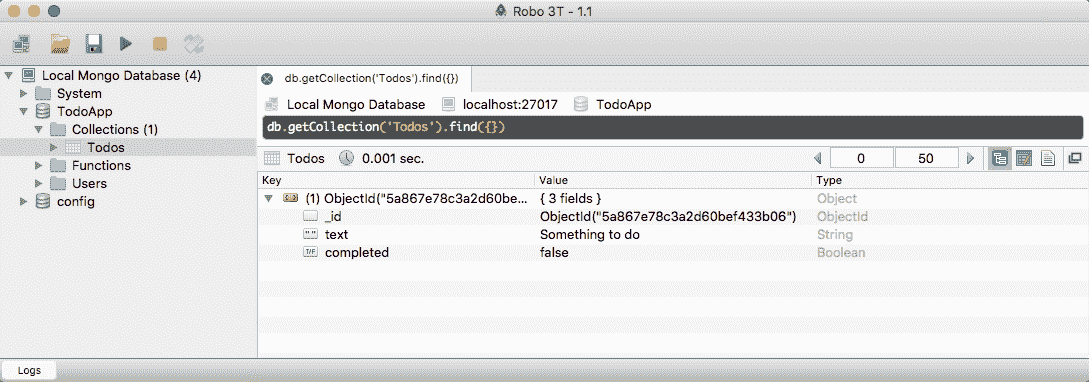 Robo 3T - 1.1
Local Mongo Database (4)
System
TodoApp
Collections (1)
Todos
Functions
Users
config
db.getCollection('Todos').find({})
Local Mongo Database localhost:27017 TodoApp
db.getCollection('Todos').find({})
Todos 0.001 sec. 0 50
Key Value Type
(1) ObjectId("5a867e78c3a2d60be... { 3 fields } Object
_id ObjectId("5a867e78c3a2d60bef433b06") ObjectId
" " text Something to do String
T/F completed false Boolean
Logs